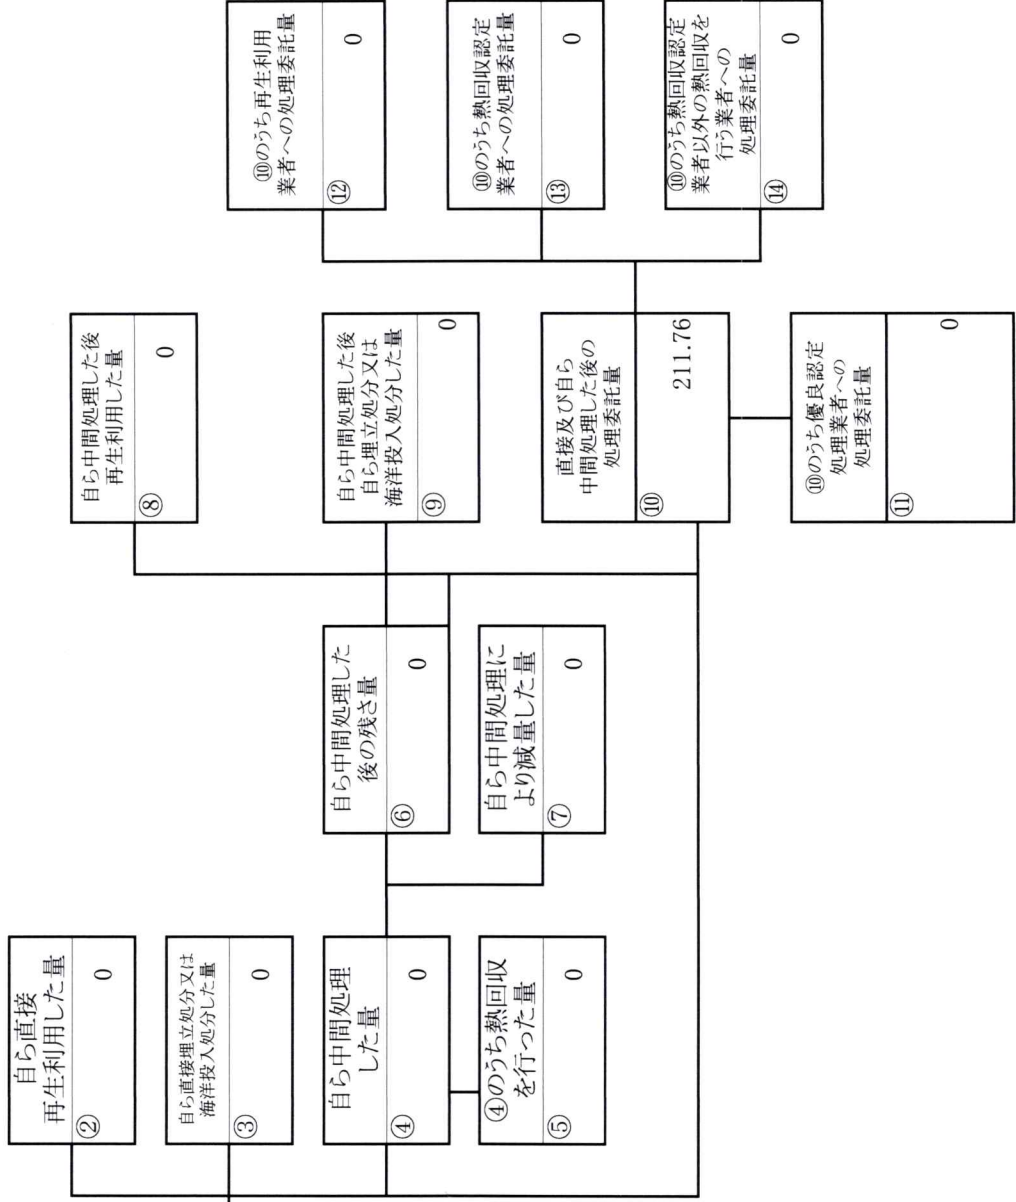 自ら直接
再生利用した量
②
0
自ら直接埋立処分又は
海洋投入処分した量
③
0
自ら中間処理
した量
④
0
④のうち熱回収
を行った量
⑤
0
自ら中間処理した
後の残さ量
⑥
0
自ら中間処理に
より減量した量
⑦
0
自ら中間処理した後
再生利用した量
⑧
0
自ら中間処理した後
自ら埋立処分又は
海洋投入処分した量
⑨
0
直接及び自ら
中間処理した後の
処理委託量
⑩
211.76
⑩のうち優良認定
処理業者への
処理委託量
⑪
0
⑩のうち再生利用
業者への処理委託量
⑫
0
⑩のうち熱回収認定
業者への処理委託量
⑬
0
⑩のうち熱回収認定
業者以外の熱回収を
行う業者への
処理委託量
⑭
0